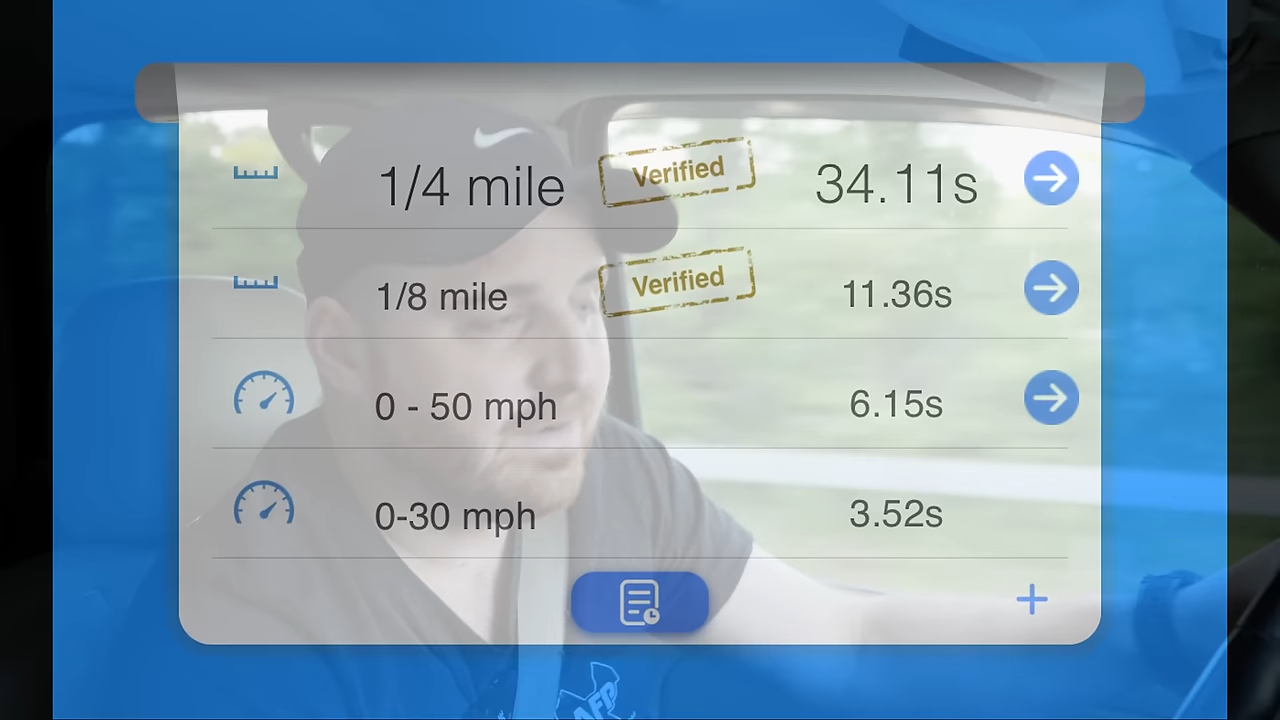 1/4 mile Verified 34.11s
1/8 mile Verified 11.36s
0 - 50 mph 6.15s
0-30 mph 3.52s
AFP